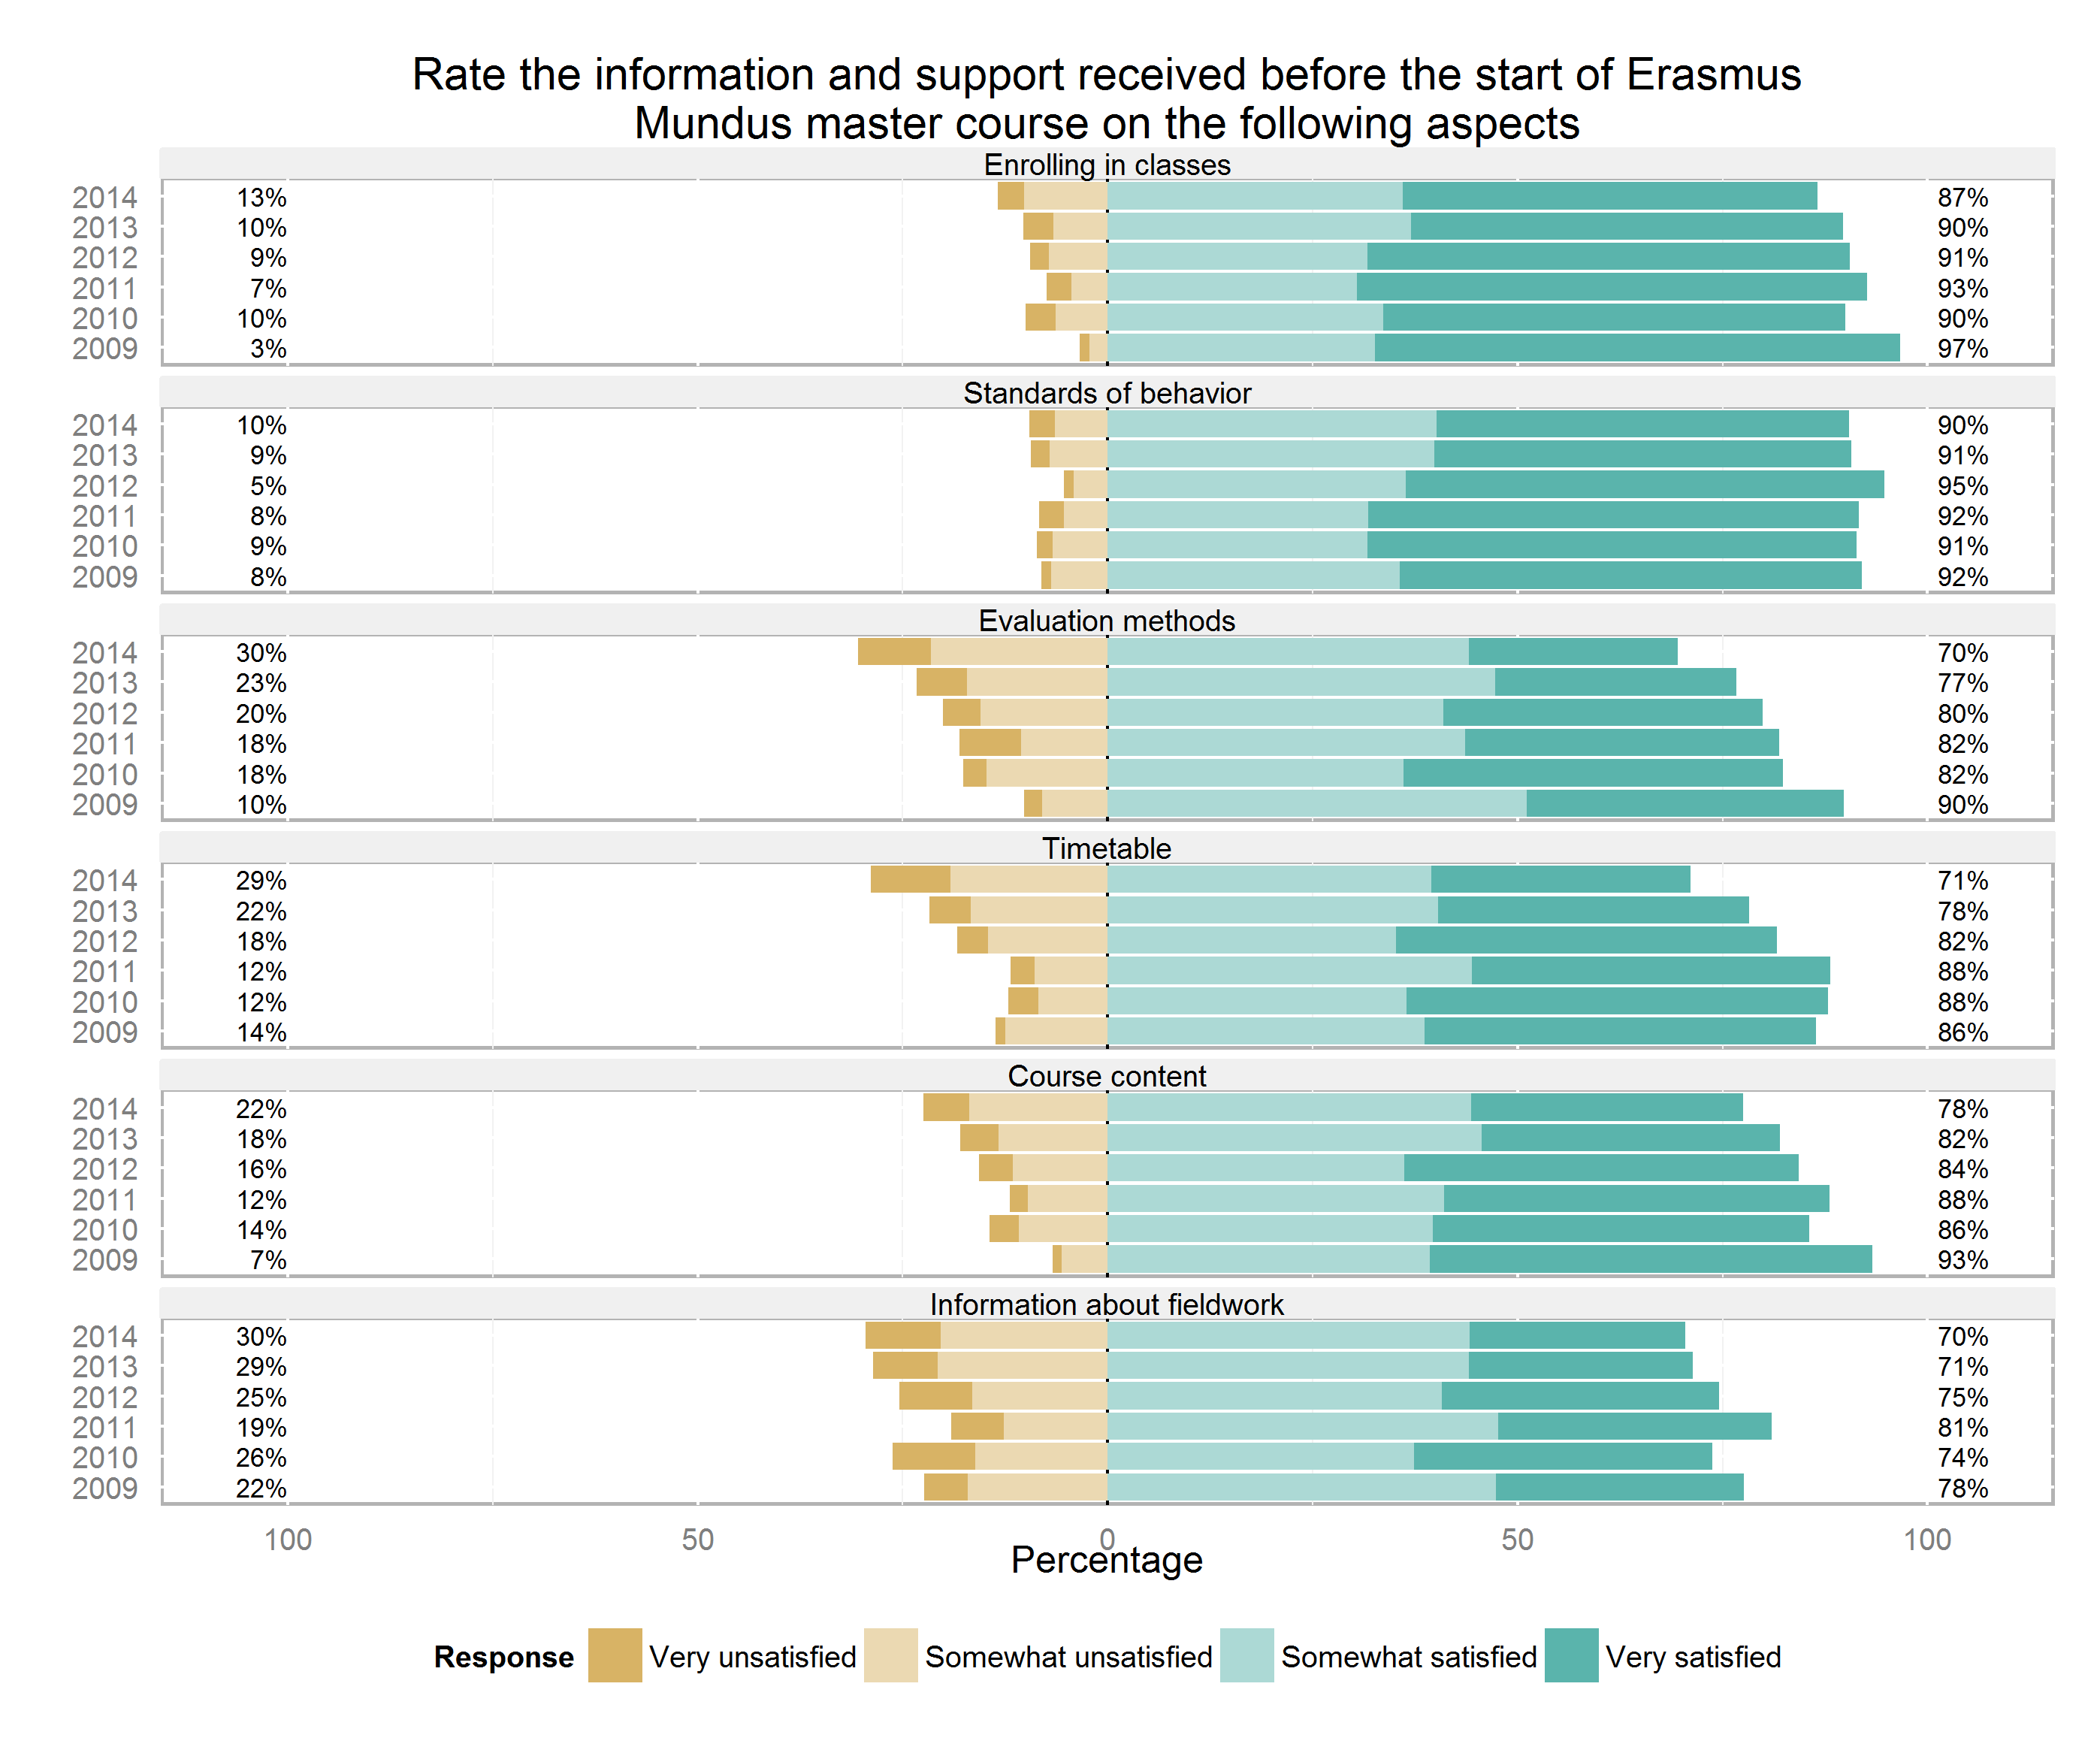 Rate the information and support received before the start of Erasmus
Mundus master course on the following aspects
Enrolling in classes
2014 13% 87%
2013 10% 90%
2012 9% 91%
2011 7% 93%
2010 10% 90%
2009 3% 97%
Standards of behavior
2014 10% 90%
2013 9% 91%
2012 5% 95%
2011 8% 92%
2010 9% 91%
2009 8% 92%
Evaluation methods
2014 30% 70%
2013 23% 77%
2012 20% 80%
2011 18% 82%
2010 18% 82%
2009 10% 90%
Timetable
2014 29% 71%
2013 22% 78%
2012 18% 82%
2011 12% 88%
2010 12% 88%
2009 14% 86%
Course content
2014 22% 78%
2013 18% 82%
2012 16% 84%
2011 12% 88%
2010 14% 86%
2009 7% 93%
Information about fieldwork
2014 30% 70%
2013 29% 71%
2012 25% 75%
2011 19% 81%
2010 26% 74%
2009 22% 78%
100 50 0 50 100
Percentage
Response Very unsatisfied Somewhat unsatisfied Somewhat satisfied Very satisfied